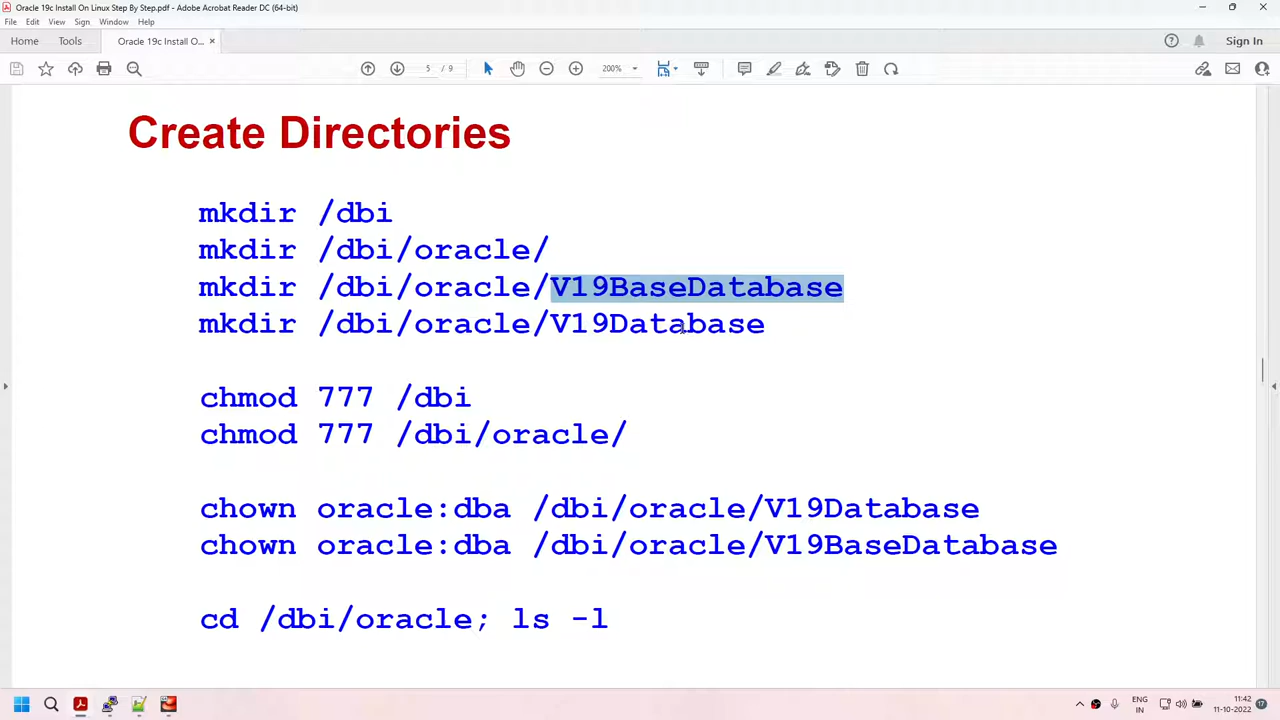 Oracle 19c Install On Linux Step By Step.pdf - Adobe Acrobat Reader DC (64-bit)
File Edit View Sign Window Help
Home Tools Oracle 19c Install O... × Sign In
5 / 9 200%
Create Directories
mkdir /dbi
mkdir /dbi/oracle/
mkdir /dbi/oracle/V19BaseDatabase
mkdir /dbi/oracle/V19Database
chmod 777 /dbi
chmod 777 /dbi/oracle/
chown oracle:dba /dbi/oracle/V19Database
chown oracle:dba /dbi/oracle/V19BaseDatabase
cd /dbi/oracle; ls -l
ENG
IN
11:42
11-10-2022
17